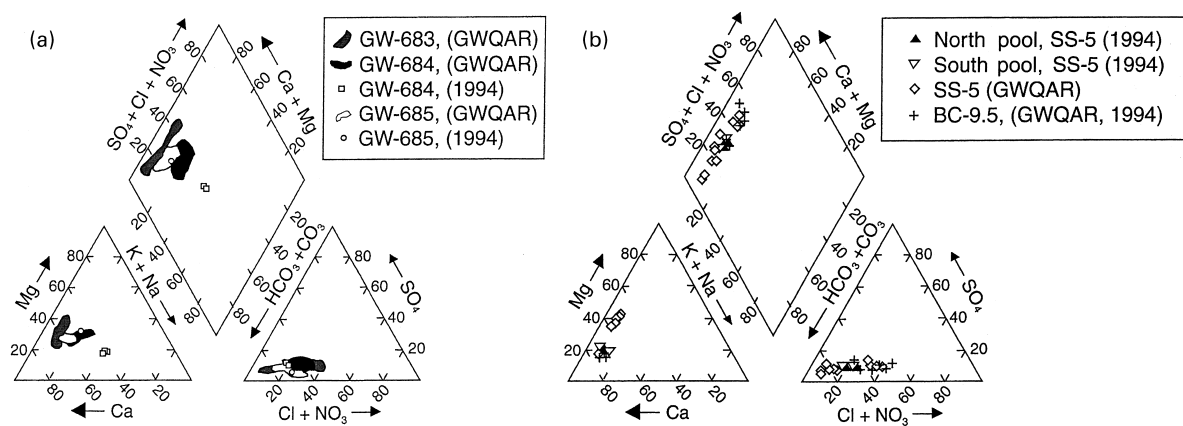 (a)
GW-683, (GWQAR)
GW-684, (GWQAR)
GW-684, (1994)
GW-685, (GWQAR)
GW-685, (1994)
SO₄+Cl + NO₃
Ca + Mg
80 80
60 60
40 40
20 20
20 20
40 40
60 60
80 80
K + Na
HCO₃ +CO₃
Mg
SO₄
80 80
60 60
40 40
20 20
80 60 40 20
20 40 60 80
Ca
Cl + NO₃
(b)
North pool, SS-5 (1994)
South pool, SS-5 (1994)
SS-5 (GWQAR)
BC-9.5, (GWQAR, 1994)
SO₄+Cl + NO₃
Ca + Mg
80 80
60 60
40 40
20 20
20 20
40 40
60 60
80 80
K + Na
HCO₃ +CO₃
Mg
SO₄
80 80
60 60
40 40
20 20
80 60 40 20
20 40 60 80
Ca
Cl + NO₃